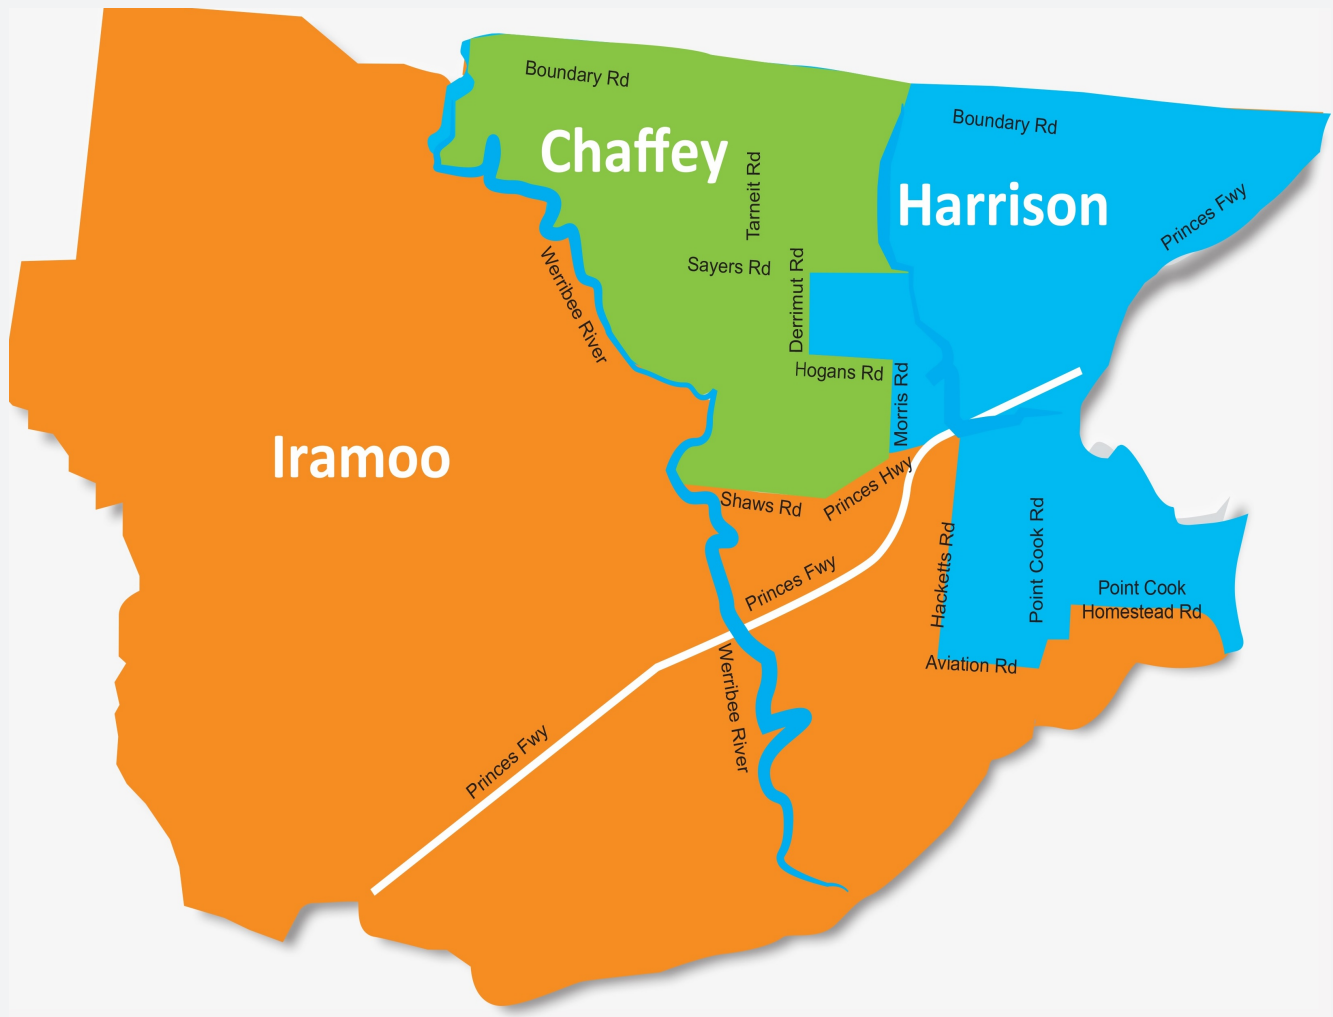 Boundary Rd
Boundary Rd
Chaffey
Tarneit Rd
Harrison
Princes Fwy
Werribee River
Sayers Rd
Derrimut Rd
Hogans Rd
Morris Rd
Iramoo
Shaws Rd
Princes Hwy
Princes Fwy
Hacketts Rd
Point Cook Rd
Point Cook
Homestead Rd
Aviation Rd
Werribee River
Princes Fwy